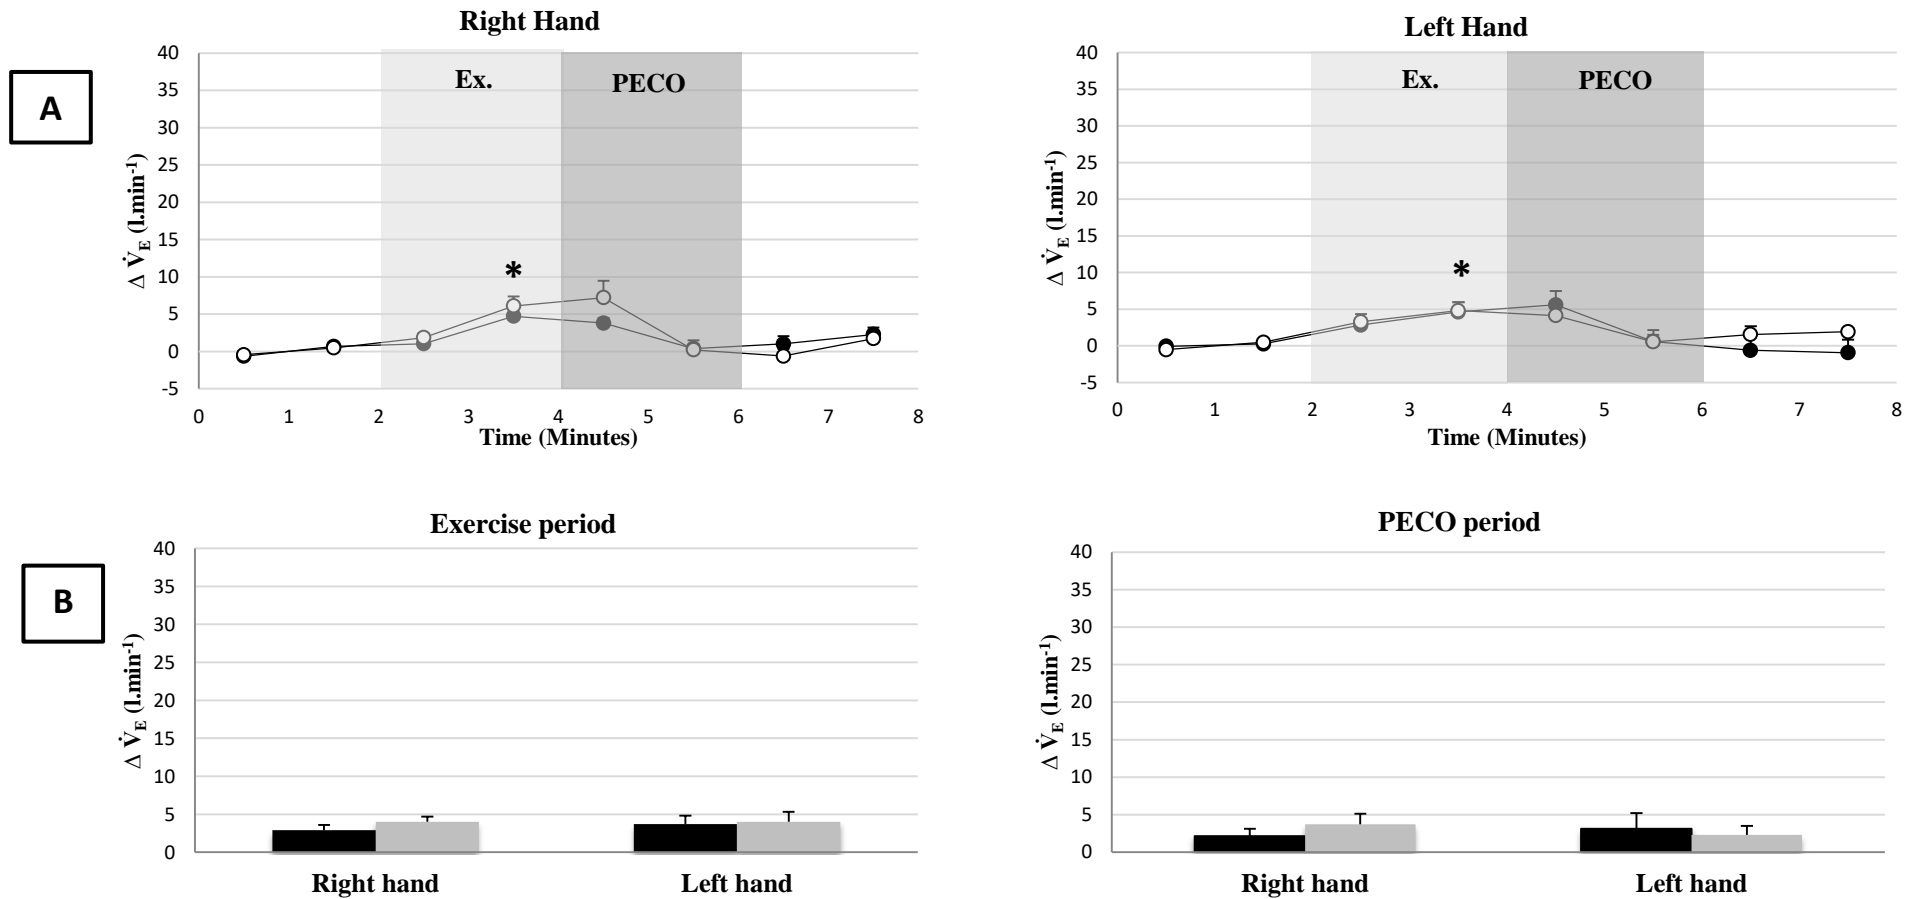 A
Right Hand
40
35
30
25
20
15
10
5
0
-5
Δ V̇E (l.min-1)
Ex.
PECO
*
0 1 2 3 4 5 6 7 8
Time (Minutes)
Left Hand
40
35
30
25
20
15
10
5
0
-5
Δ V̇E (l.min-1)
Ex.
PECO
*
0 1 2 3 4 5 6 7 8
Time (Minutes)
B
Exercise period
40
35
30
25
20
15
10
5
0
Δ V̇E (l.min-1)
Right hand Left hand
PECO period
40
35
30
25
20
15
10
5
0
Δ V̇E (l.min-1)
Right hand Left hand